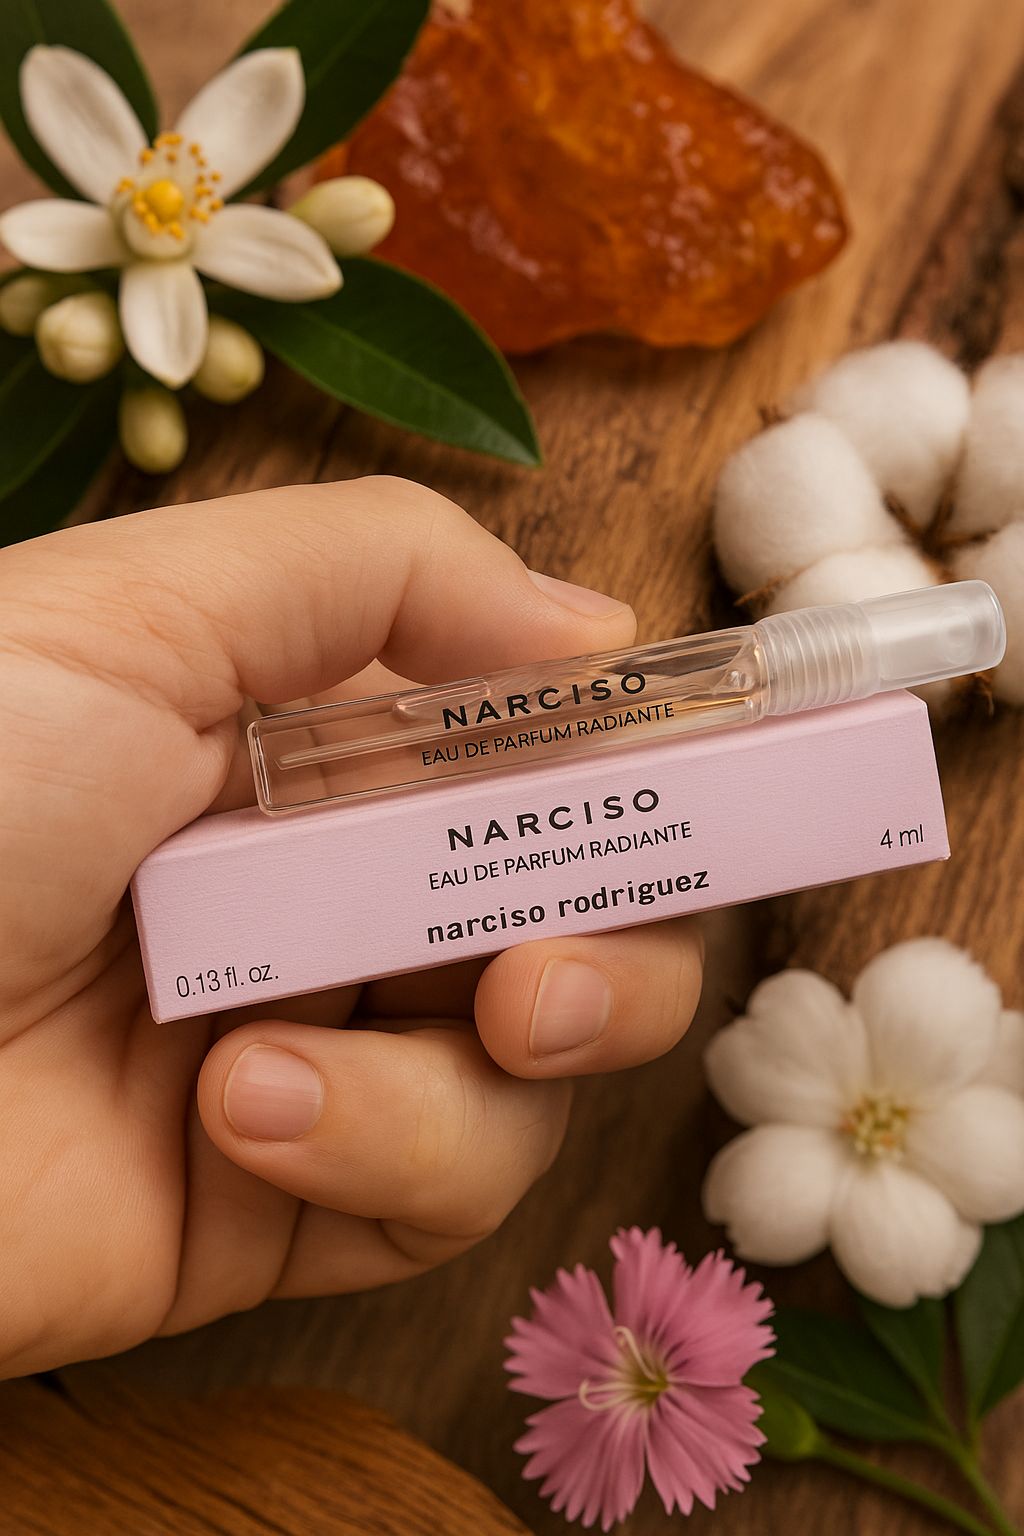 NARCISO
EAU DE PARFUM RADIANTE
NARCISO
EAU DE PARFUM RADIANTE
narciso rodriguez
4 ml
0.13 fl. oz.